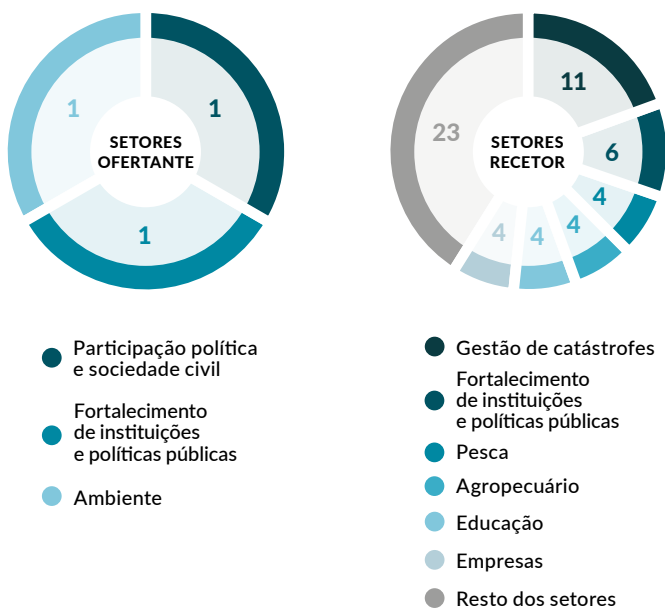 1
1
1
SETORES
OFERTANTE
11
6
4
4
4
4
23
SETORES
RECETOR
Participação política
e sociedade civil
Fortalecimento
de instituições
e políticas públicas
Ambiente
Gestão de catástrofes
Fortalecimento
de instituições
e políticas públicas
Pesca
Agropecuário
Educação
Empresas
Resto dos setores